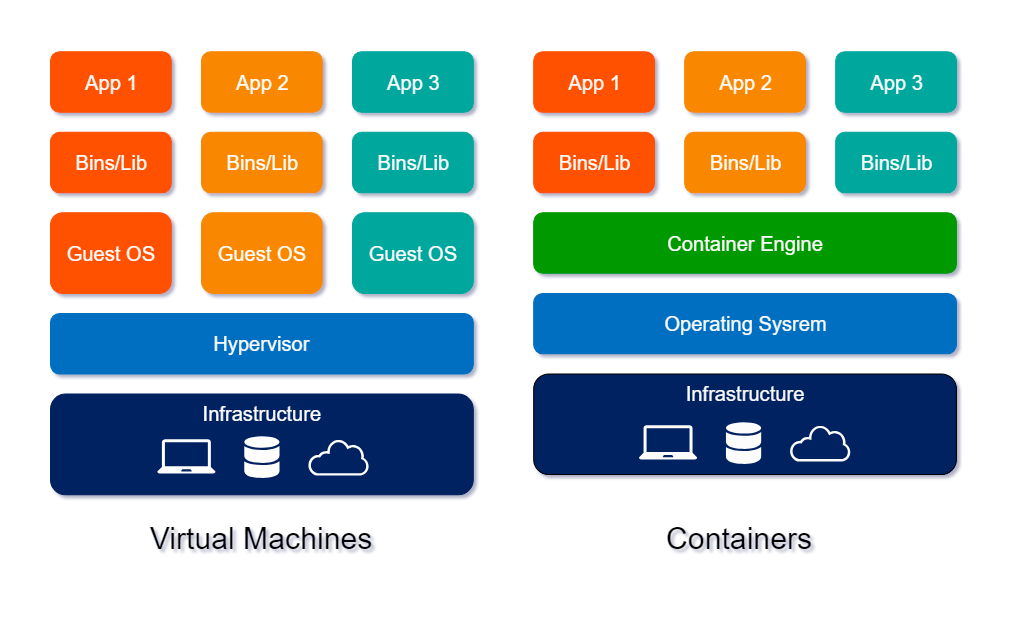 App 1
App 2
App 3
Bins/Lib
Bins/Lib
Bins/Lib
Guest OS
Guest OS
Guest OS
Hypervisor
Infrastructure
Virtual Machines
App 1
App 2
App 3
Bins/Lib
Bins/Lib
Bins/Lib
Container Engine
Operating Sysrem
Infrastructure
Containers